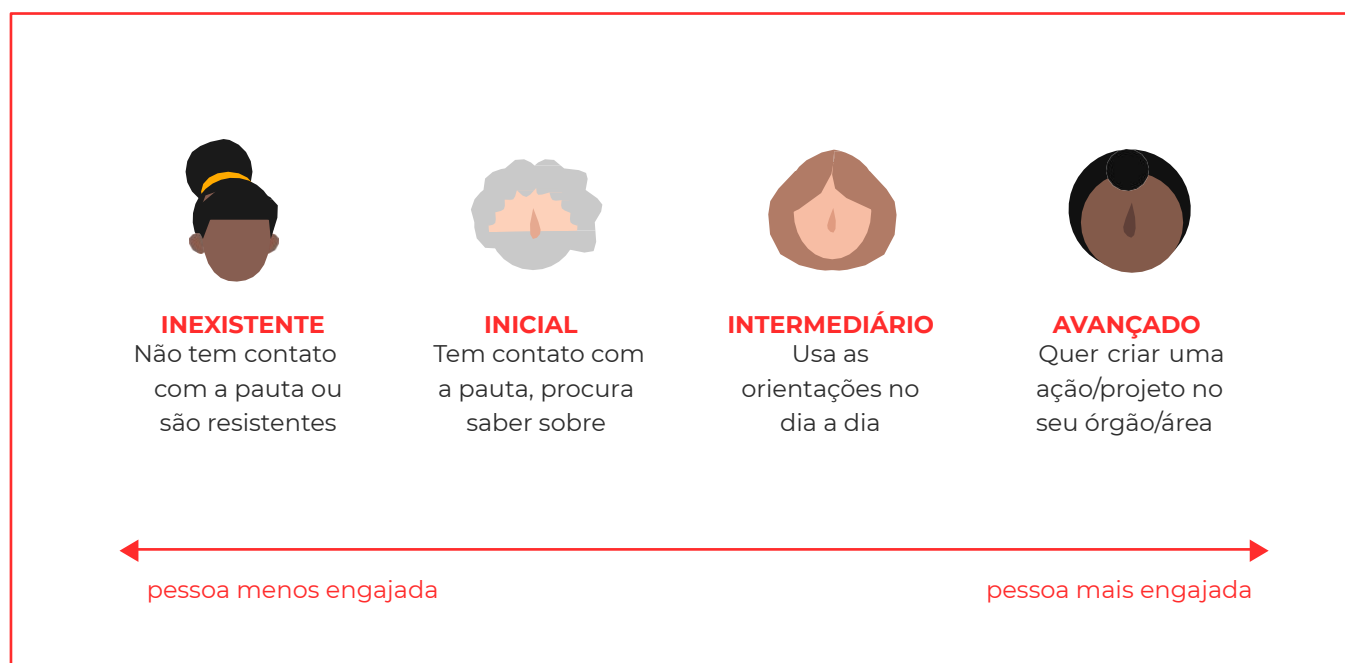 INEXISTENTE
Não tem contato
com a pauta ou
são resistentes
INICIAL
Tem contato com
a pauta, procura
saber sobre
INTERMEDIÁRIO
Usa as
orientações no
dia a dia
AVANÇADO
Quer criar uma
ação/projeto no
seu órgão/área
pessoa menos engajada
pessoa mais engajada